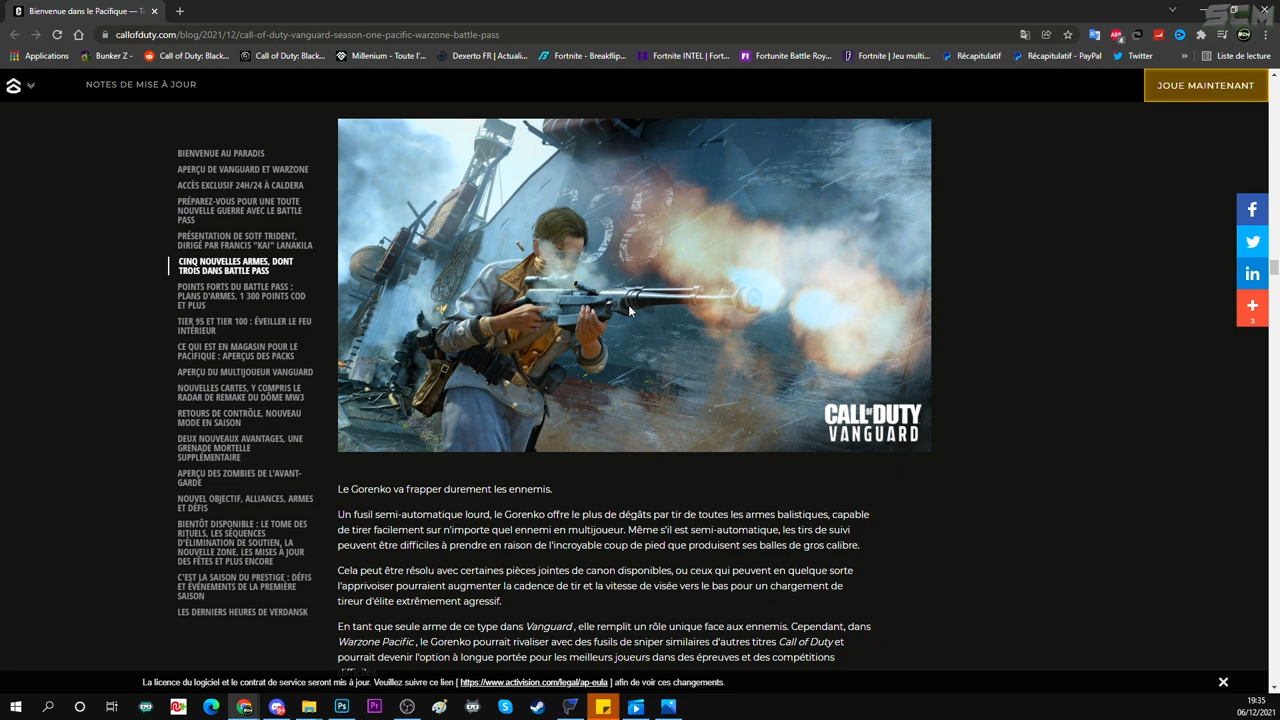 Bienvenue dans le Pacifique — To
SCM
callofduty.com/blog/2021/12/call-of-duty-vanguard-season-one-pacific-warzone-battle-pass
Applications
Bunker Z -
Call of Duty: Black...
Call of Duty: Black...
Millenium - Toute l'...
Dexerto FR | Actuali...
Fortnite - Breakflip...
Fortnite INTEL | Fort...
Fortnite Battle Roy...
Fortnite | Jeu multi...
Récapitulatif
Récapitulatif - PayPal
Twitter
Liste de lecture
NOTES DE MISE À JOUR
JOUE MAINTENANT
BIENVENUE AU PARADIS
APERÇU DE VANGUARD ET WARZONE
ACCÈS EXCLUSIF 24H/24 À CALDERA
PRÉPAREZ-VOUS POUR UNE TOUTE
NOUVELLE GUERRE AVEC LE BATTLE
PASS
PRÉSENTATION DE SOTF TRIDENT,
DIRIGÉ PAR FRANCIS "KAI" LANAKILA
CINQ NOUVELLES ARMES, DONT
TROIS DANS BATTLE PASS
POINTS FORTS DU BATTLE PASS :
PLANS D'ARMES, 1 300 POINTS COD
ET PLUS
TIER 95 ET TIER 100 : ÉVEILLER LE FEU
INTÉRIEUR
CE QUI EST EN MAGASIN POUR LE
PACIFIQUE : APERÇUS DES PACKS
APERÇU DU MULTIJOUEUR VANGUARD
NOUVELLES CARTES, Y COMPRIS LE
RADAR DE REMAKE DU DÔME MW3
RETOURS DE CONTRÔLE, NOUVEAU
MODE EN SAISON
DEUX NOUVEAUX AVANTAGES, UNE
GRENADE MORTELLE
SUPPLÉMENTAIRE
APERÇU DES ZOMBIES DE L'AVANT-
GARDE
NOUVEL OBJECTIF, ALLIANCES, ARMES
ET DÉFIS
BIENTÔT DISPONIBLE : LE TOME DES
RITUELS, LES SÉQUENCES
D'ÉLIMINATION DE SOUTIEN, LA
NOUVELLE ZONE, LES MISES À JOUR
DES FÊTES ET PLUS ENCORE
C'EST LA SAISON DU PRESTIGE : DÉFIS
ET ÉVÉNEMENTS DE LA PREMIÈRE
SAISON
LES DERNIERS HEURES DE VERDANSK
CALL OF DUTY
VANGUARD
3
Le Gorenko va frapper durement les ennemis.
Un fusil semi-automatique lourd, le Gorenko offre le plus de dégâts par tir de toutes les armes balistiques, capable
de tirer facilement sur n'importe quel ennemi en multijoueur. Même s'il est semi-automatique, les tirs de suivi
peuvent être difficiles à prendre en raison de l'incroyable coup de pied que produisent ses balles de gros calibre.
Cela peut être résolu avec certaines pièces jointes de canon disponibles, ou ceux qui peuvent en quelque sorte
l'apprivoiser pourraient augmenter la cadence de tir et la vitesse de visée vers le bas pour un chargement de
tireur d'élite extrêmement agressif.
En tant que seule arme de ce type dans Vanguard , elle remplit un rôle unique face aux ennemis. Cependant, dans
Warzone Pacific , le Gorenko pourrait rivaliser avec des fusils de sniper similaires d'autres titres Call of Duty et
pourrait devenir l'option à longue portée pour les meilleurs joueurs dans des épreuves et des compétitions
difficiles.
La licence du logiciel et le contrat de service seront mis à jour. Veuillez suivre ce lien [ https://www.activision.com/legal/ap-eula ] afin de voir ces changements.
19:35
06/12/2021